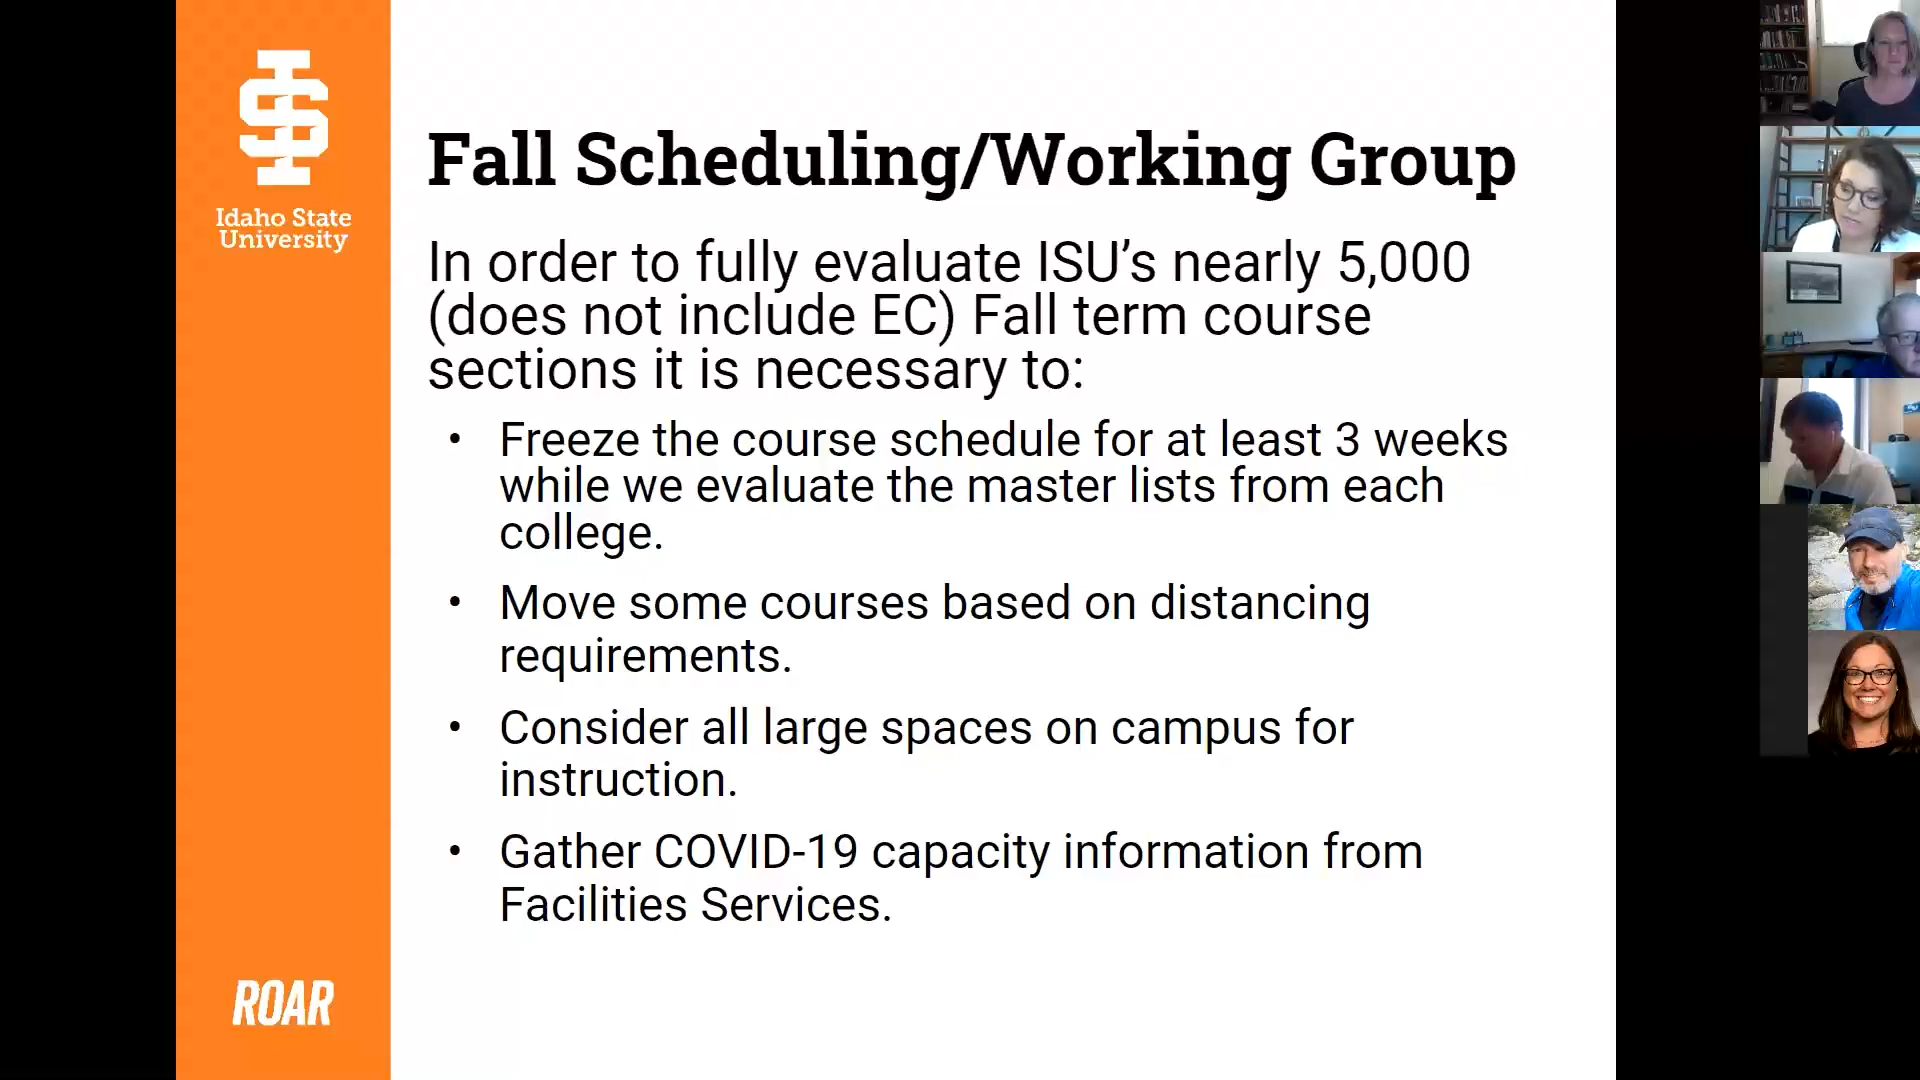 Idaho State
University
Fall Scheduling/Working Group
In order to fully evaluate ISU’s nearly 5,000
(does not include EC) Fall term course
sections it is necessary to:
• Freeze the course schedule for at least 3 weeks
while we evaluate the master lists from each
college.
• Move some courses based on distancing
requirements.
• Consider all large spaces on campus for
instruction.
• Gather COVID-19 capacity information from
Facilities Services.
ROAR